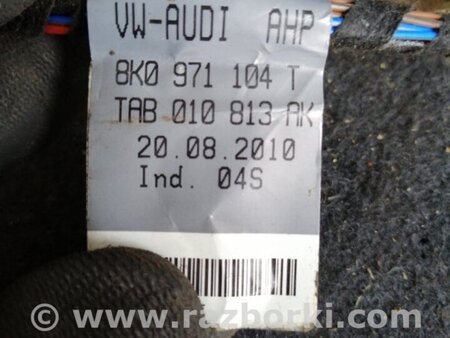 VW-AUDI AHP
8K0 971 104 T
TAB 010 813 AK
20.08.2010
Ind. 04S
© www.razborki.com